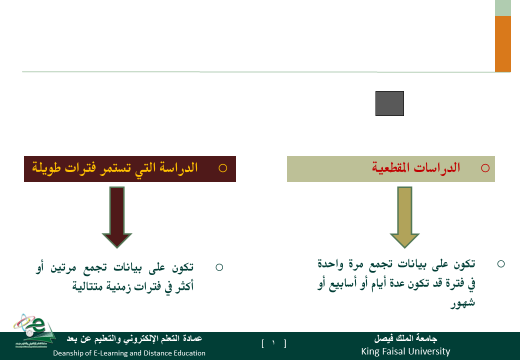 الدراسات المقطعية
تكون على بيانات تجمع مرة واحدة
في فترة قد تكون عدة أيام أو أسابيع أو
شهور
الدراسة التي تستمر فترات طويلة
تكون على بيانات تجمع مرتين أو
أكثر في فترات زمنية متتالية
جامعة الملك فيصل
King Faisal University
[ ١ ]
عمادة التعلم الإلكتروني والتعليم عن بعد
Deanship of E-Learning and Distance Education